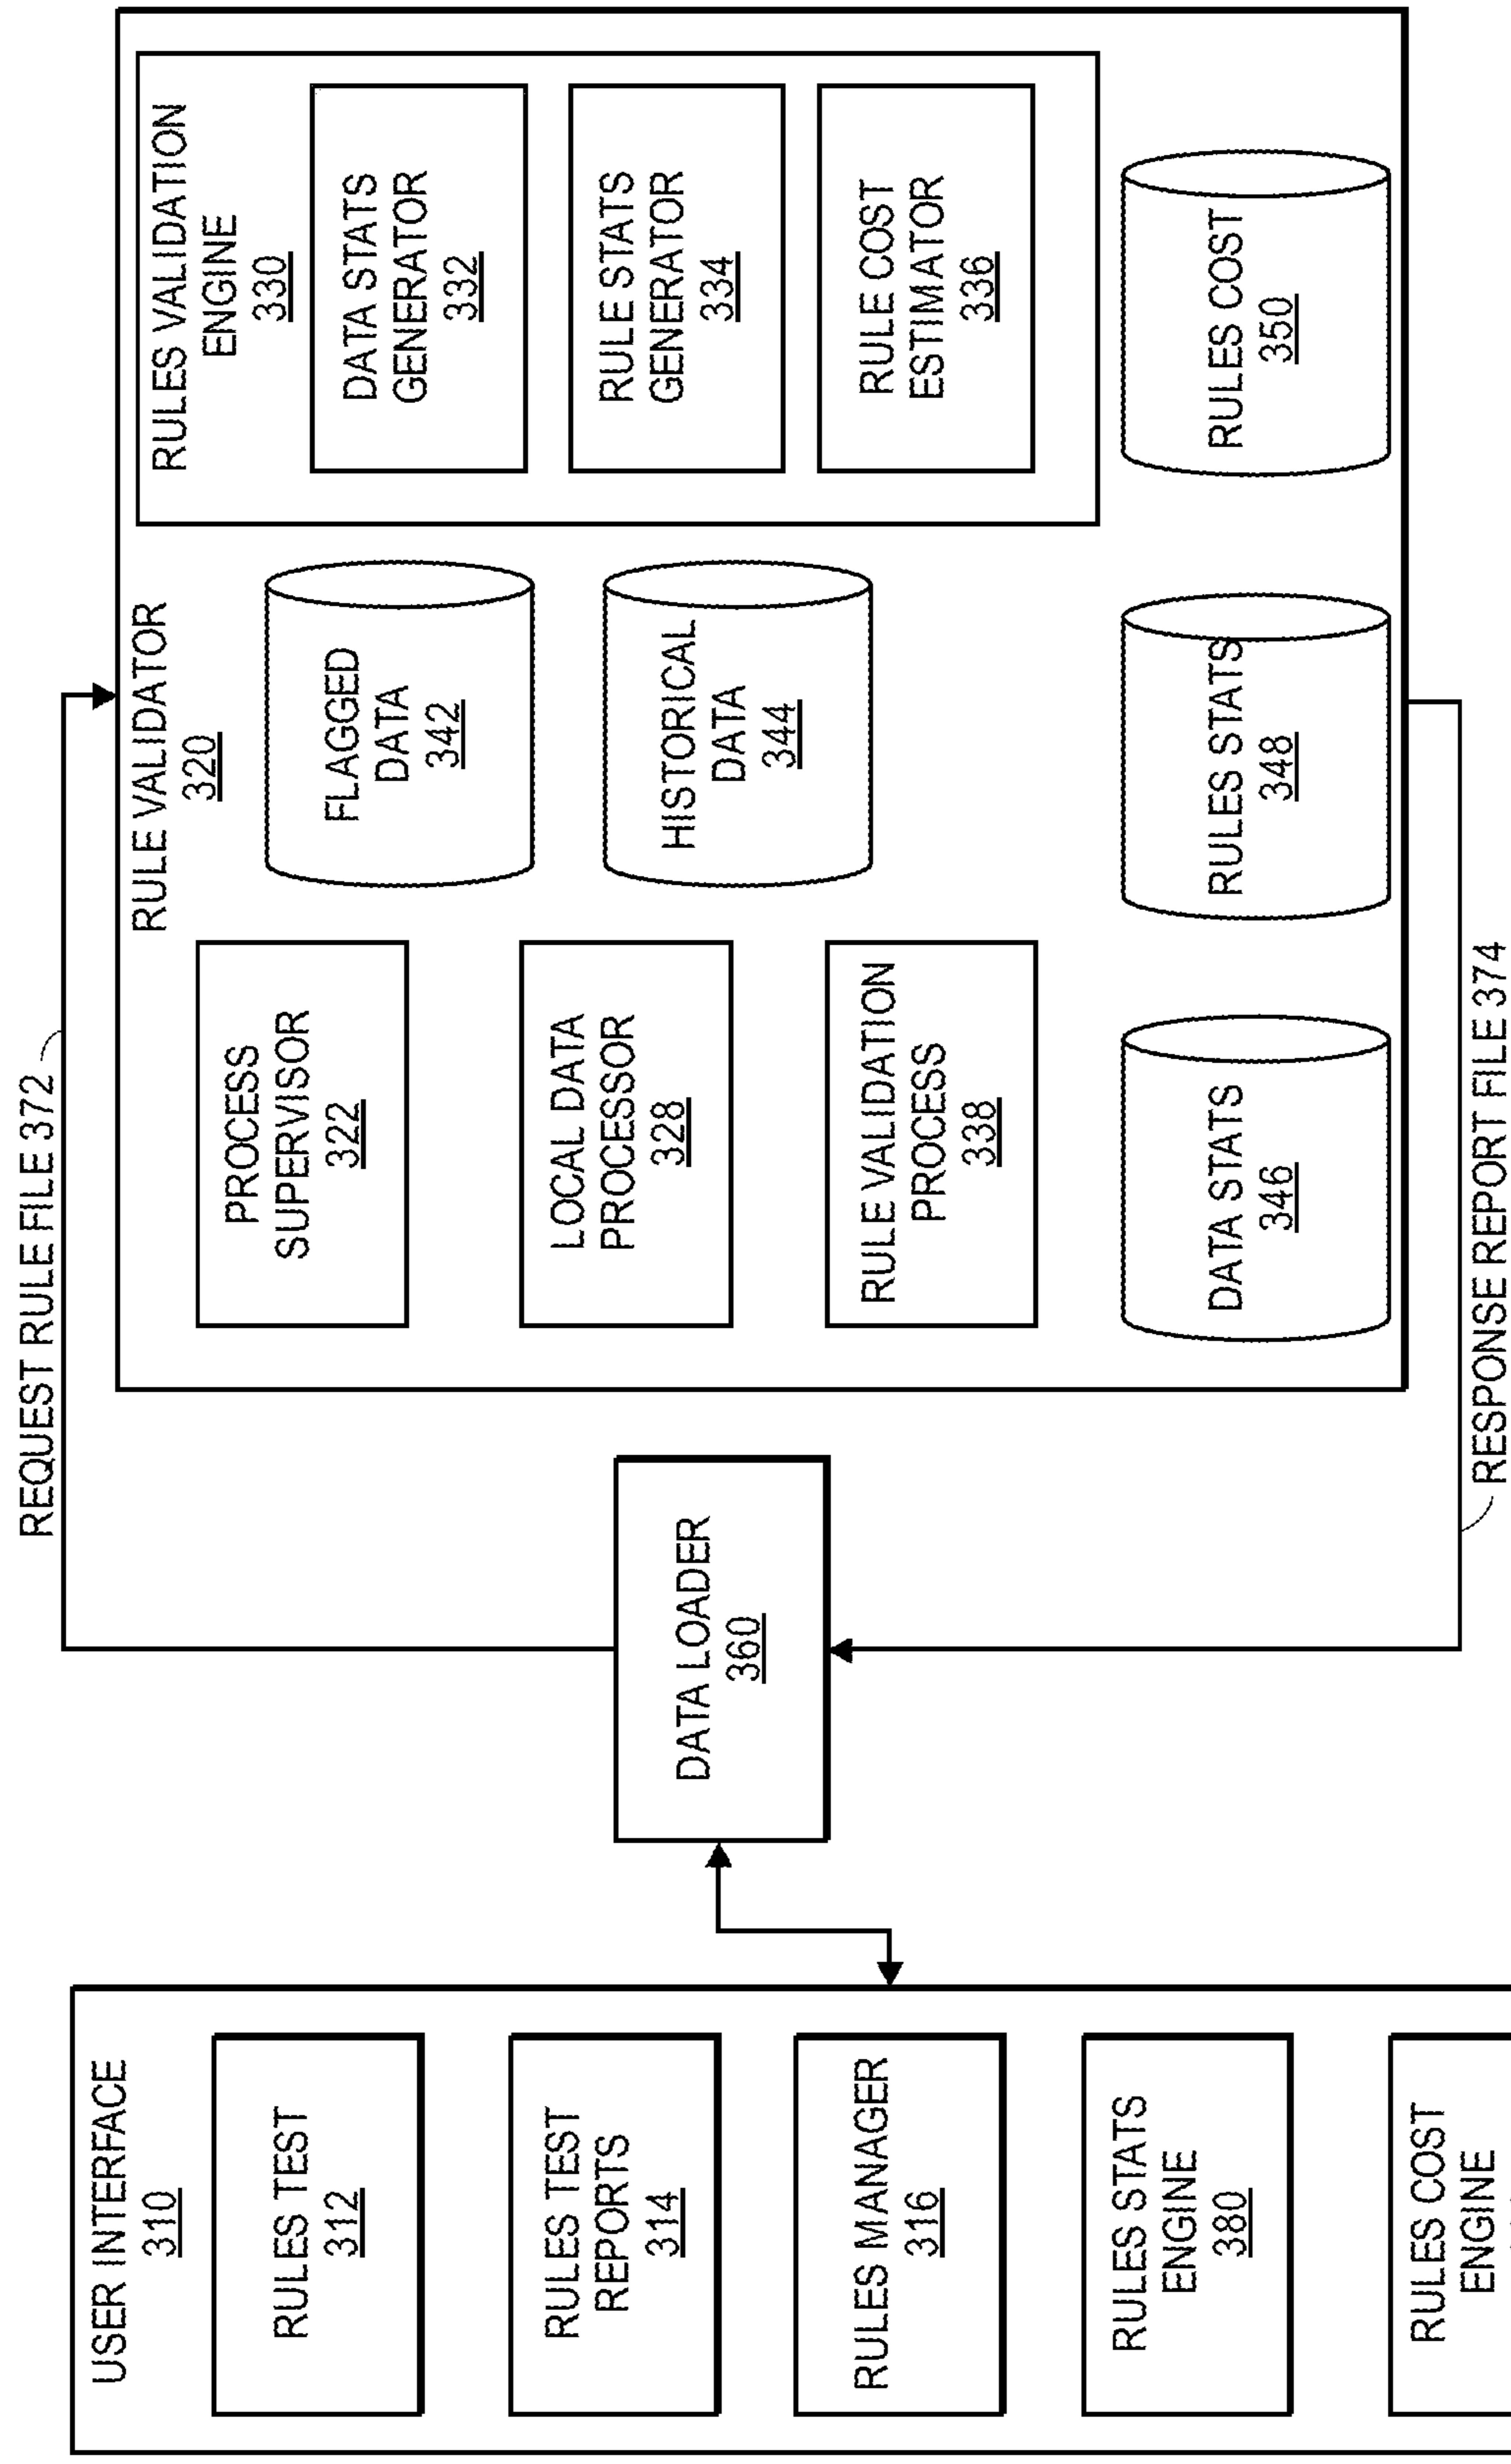 REQUEST RULE FILE 372
USER INTERFACE
310
RULES TEST
312
RULES TEST
REPORTS
314
RULES MANAGER
316
RULES STATS
ENGINE
380
RULES COST
ENGINE
DATA LOADER
360
RULE VALIDATOR
320
PROCESS
SUPERVISOR
322
LOCAL DATA
PROCESSOR
328
RULE VALIDATION
PROCESS
338
FLAGGED
DATA
342
HISTORICAL
DATA
344
RULES VALIDATION
ENGINE
330
DATA STATS
GENERATOR
332
RULE STATS
GENERATOR
334
RULE COST
ESTIMATOR
336
DATA STATS
346
RULES STATS
348
RULES COST
350
RESPONSE REPORT FILE 374